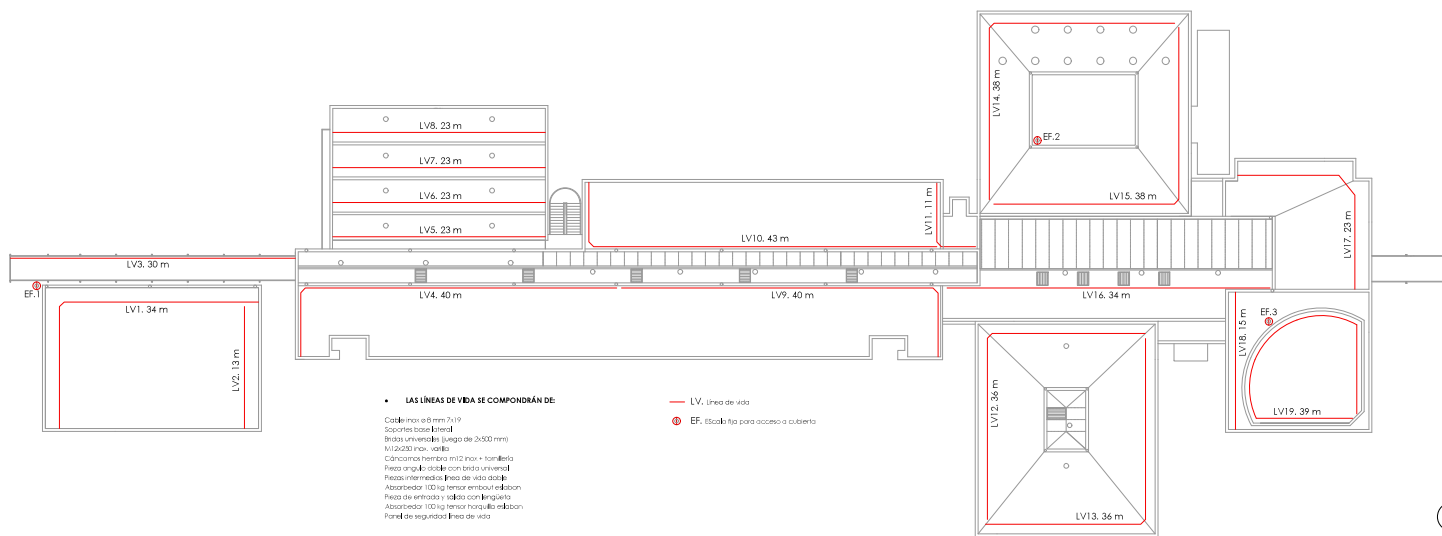 LV14. 38 m
EF.2
LV15. 38 m
LV8. 23 m
LV7. 23 m
LV6. 23 m
LV5. 23 m
LV11. 11 m
LV10. 43 m
LV17. 23 m
LV3. 30 m
EF.1
LV1. 34 m
LV2. 13 m
LV4. 40 m
LV9. 40 m
LV16. 34 m
LV18. 15 m
EF.3
LV19. 39 m
LV12. 36 m
LV13. 36 m
• LAS LÍNEAS DE VIDA SE COMPONDRÁN DE:
Cable inox ø 8 mm 7x19
Soportes base lateral
Bridas universales (juego de 2x500 mm)
M12x250 inox. varilla
Cáncamos hembra m12 inox + tornillería
Pieza angulo doble con brida universal
Piezas intermedias línea de vida doble
Absorbedor 100 kg tensor embout eslabon
Pieza de entrada y salida con lengüeta
Absorbedor 100 kg tensor horquilla eslabon
Panel de seguridad línea de vida
LV. Línea de vida
EF. EScala fija para acceso a cubierta